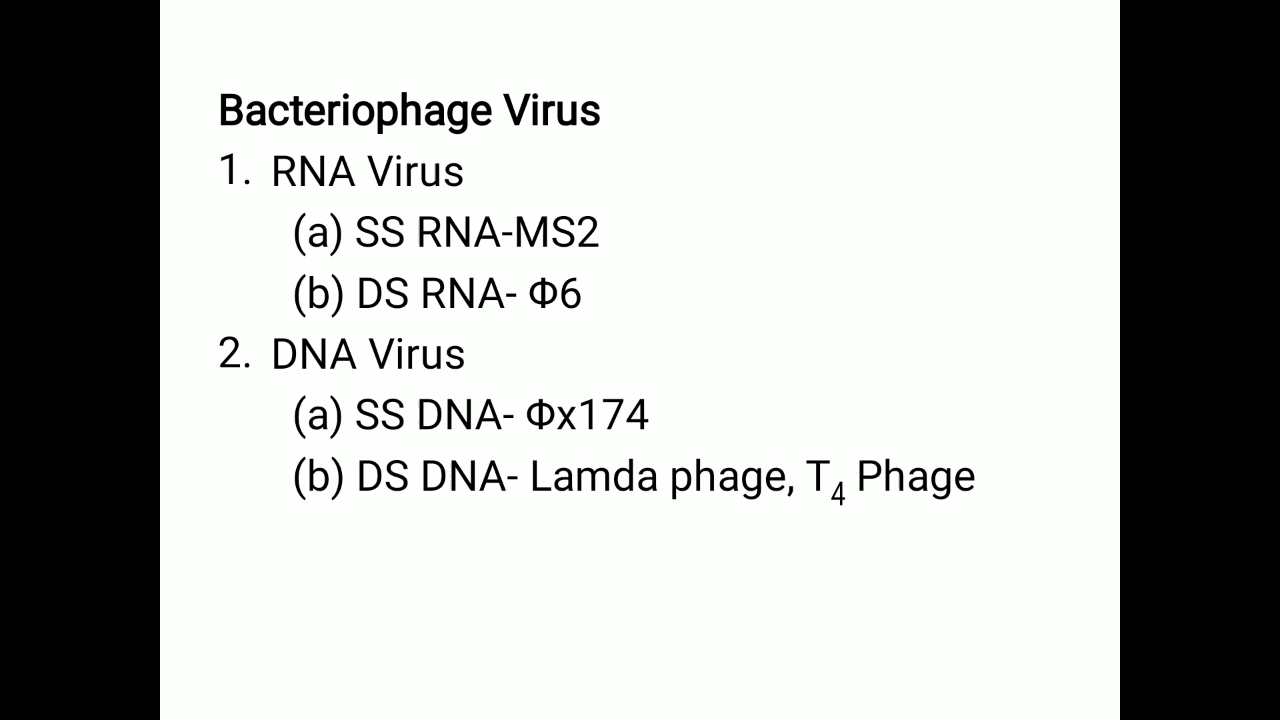 Bacteriophage Virus
1. RNA Virus
(a) SS RNA-MS2
(b) DS RNA- Φ6
2. DNA Virus
(a) SS DNA- Φx174
(b) DS DNA- Lamda phage, T₄ Phage